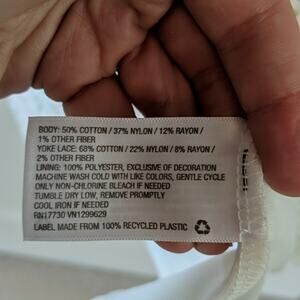 BODY: 50% COTTON / 37% NYLON / 12% RAYON /
1% OTHER FIBER
YOKE LACE: 68% COTTON / 22% NYLON / 8% RAYON /
2% OTHER FIBER
LINING: 100% POLYESTER, EXCLUSIVE OF DECORATION
MACHINE WASH COLD WITH LIKE COLORS, GENTLE CYCLE
ONLY NON-CHLORINE BLEACH IF NEEDED
TUMBLE DRY LOW, REMOVE PROMPTLY
COOL IRON IF NEEDED
RN17730 VN1299629
LABEL MADE FROM 100% RECYCLED PLASTIC